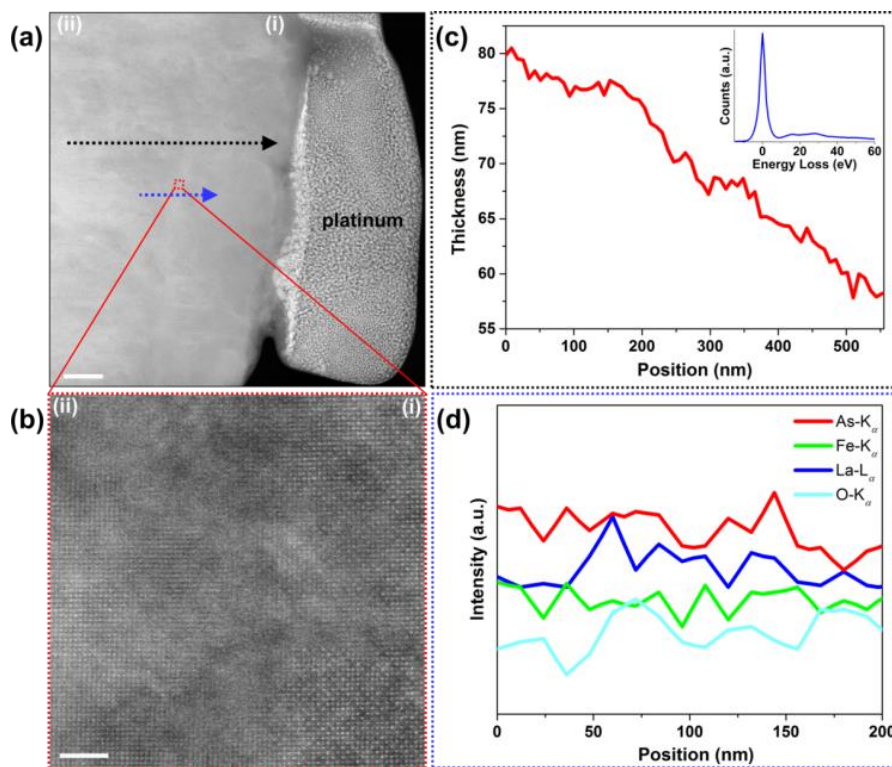 (a)
(ii)
(i)
platinum
(b)
(ii)
(i)
(c)
Thickness (nm)
80
75
70
65
60
55
0
100
200
300
400
500
Position (nm)
Counts (a.u.)
0
20
40
60
Energy Loss (eV)
(d)
Intensity (a.u.)
As-Kα
Fe-Kα
La-Lα
O-Kα
0
50
100
150
200
Position (nm)